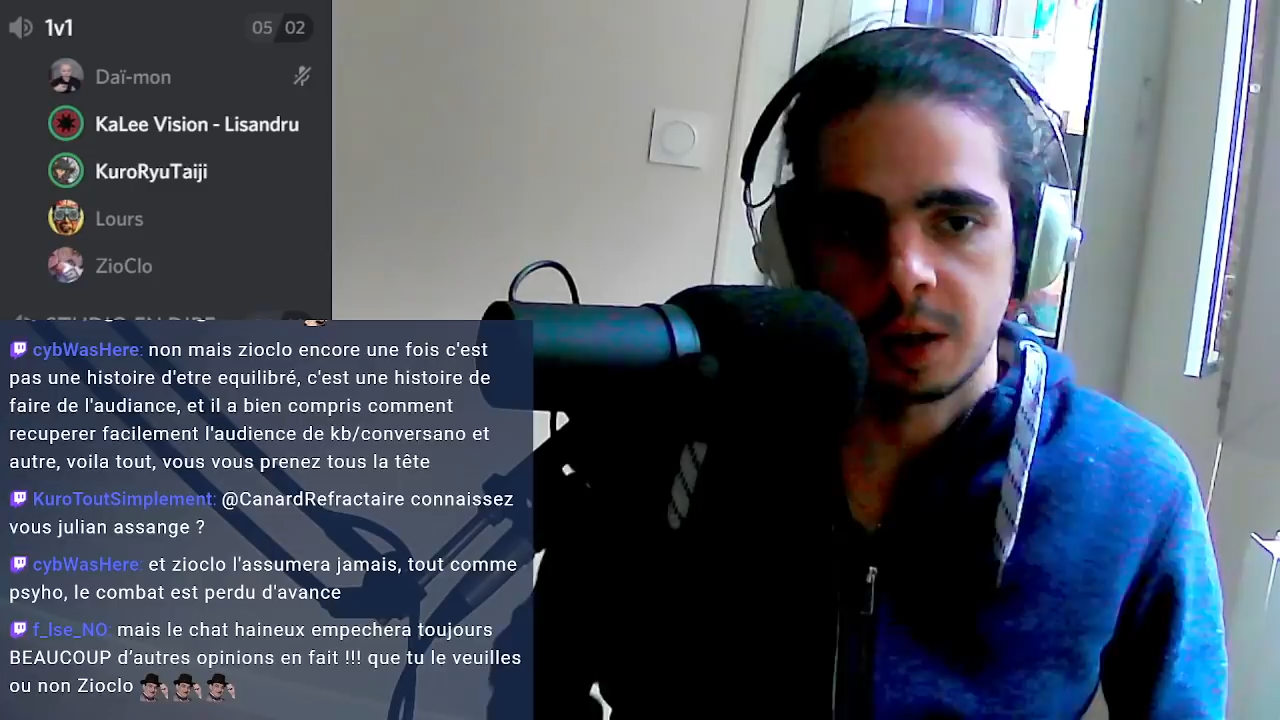 1v1
05 02
Daï-mon
KaLee Vision - Lisandru
KuroRyuTaiji
Lours
ZioClo
cybWasHere: non mais zioclo encore une fois c'est
pas une histoire d'etre equilibré, c'est une histoire de
faire de l'audiance, et il a bien compris comment
recuperer facilement l'audience de kb/conversano et
autre, voila tout, vous vous prenez tous la tête
KuroToutSimplement: @CanardRefractaire connaissez
vous julian assange ?
cybWasHere: et zioclo l'assumera jamais, tout comme
psyho, le combat est perdu d'avance
f_lse_NO: mais le chat haineux empechera toujours
BEAUCOUP d'autres opinions en fait !!! que tu le veuilles
ou non Zioclo